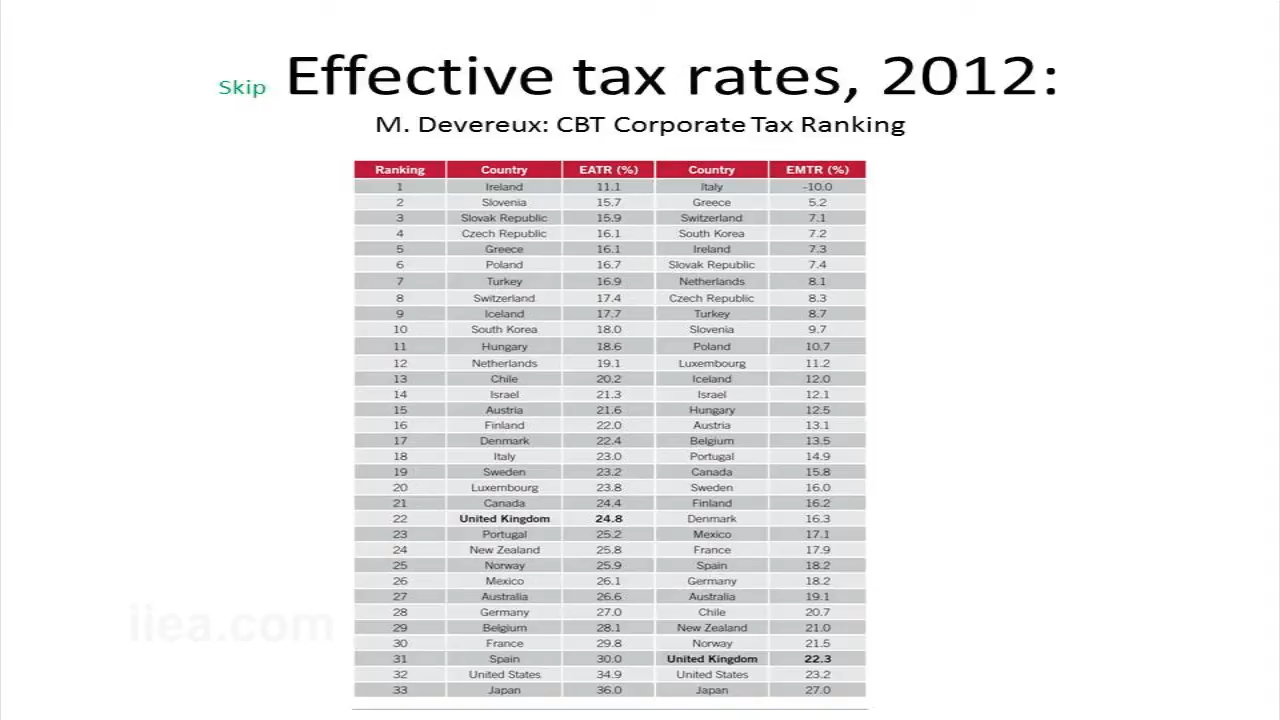 Skip Effective tax rates, 2012:
M. Devereux: CBT Corporate Tax Ranking
Ranking Country EATR (%) Country EMTR (%)
1 Ireland 11.1 Italy -10.0
2 Slovenia 15.7 Greece 5.2
3 Slovak Republic 15.9 Switzerland 7.1
4 Czech Republic 16.1 South Korea 7.2
5 Greece 16.1 Ireland 7.3
6 Poland 16.7 Slovak Republic 7.4
7 Turkey 16.9 Netherlands 8.1
8 Switzerland 17.4 Czech Republic 8.3
9 Iceland 17.7 Turkey 8.7
10 South Korea 18.0 Slovenia 9.7
11 Hungary 18.6 Poland 10.7
12 Netherlands 19.1 Luxembourg 11.2
13 Chile 20.2 Iceland 12.0
14 Israel 21.3 Israel 12.1
15 Austria 21.6 Hungary 12.5
16 Finland 22.0 Austria 13.1
17 Denmark 22.4 Belgium 13.5
18 Italy 23.0 Portugal 14.9
19 Sweden 23.2 Canada 15.8
20 Luxembourg 23.8 Sweden 16.0
21 Canada 24.4 Finland 16.2
22 United Kingdom 24.8 Denmark 16.3
23 Portugal 25.2 Mexico 17.1
24 New Zealand 25.8 France 17.9
25 Norway 25.9 Spain 18.2
26 Mexico 26.1 Germany 18.2
27 Australia 26.6 Australia 19.1
28 Germany 27.0 Chile 20.7
29 Belgium 28.1 New Zealand 21.0
30 France 29.8 Norway 21.5
31 Spain 30.0 United Kingdom 22.3
32 United States 34.9 United States 23.2
33 Japan 36.0 Japan 27.0
iiea.com